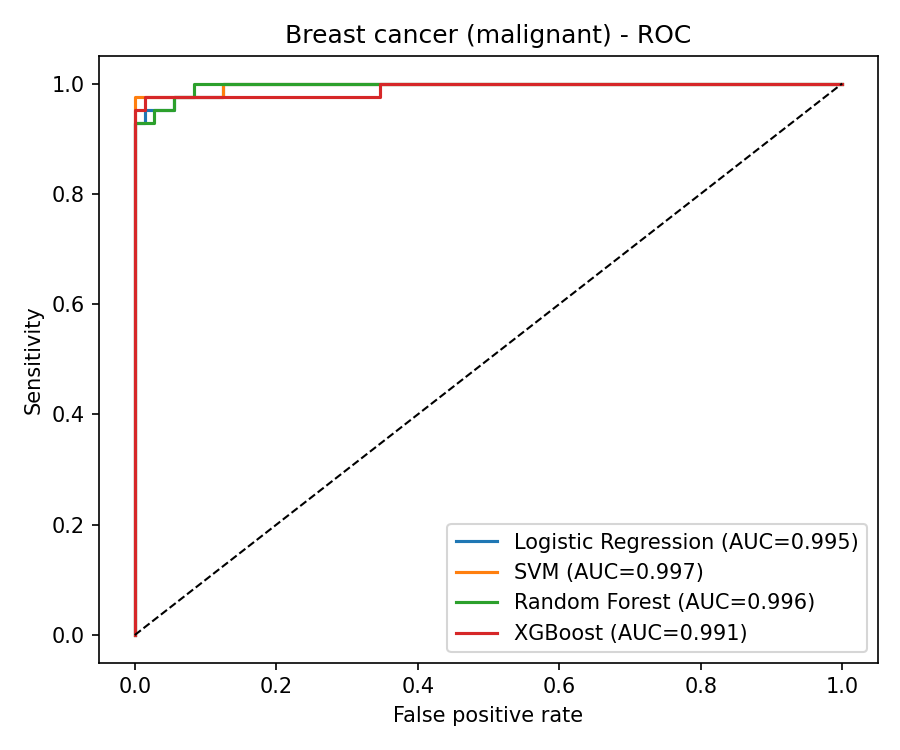 Breast cancer (malignant) - ROC
1.0
0.8
0.6
0.4
0.2
0.0
Sensitivity
Logistic Regression (AUC=0.995)
SVM (AUC=0.997)
Random Forest (AUC=0.996)
XGBoost (AUC=0.991)
0.0 0.2 0.4 0.6 0.8 1.0
False positive rate